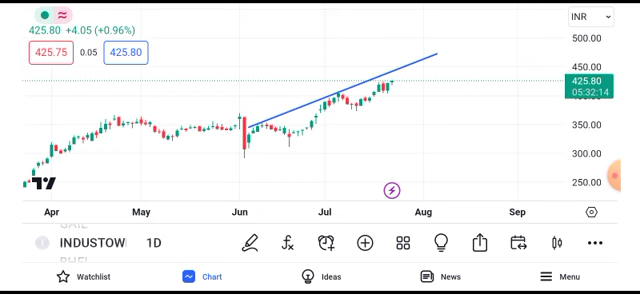 INR
425.80 +4.05 (+0.96%)
425.75 0.05 425.80
500.00
450.00
425.80
05:32:14
350.00
300.00
250.00
Apr May Jun Jul Aug Sep
INDUSTOW 1D
Watchlist Chart Ideas News Menu